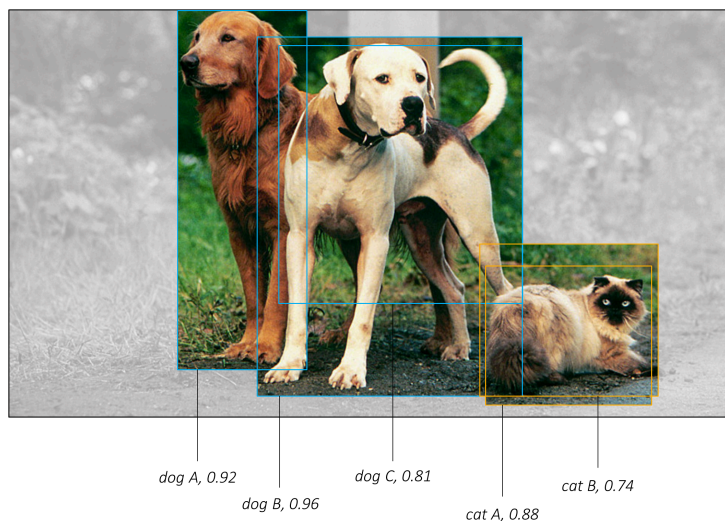 dog A, 0.92
dog B, 0.96
dog C, 0.81
cat A, 0.88
cat B, 0.74